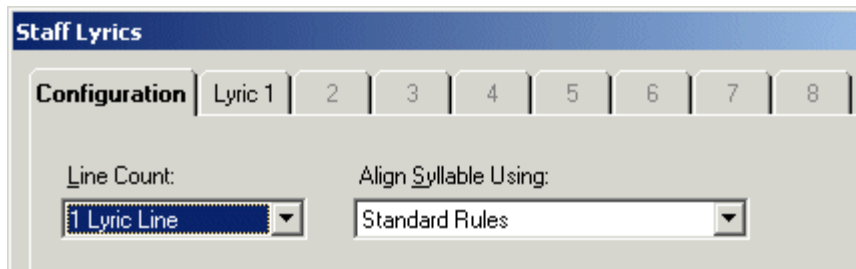 Staff Lyrics
Configuration Lyric 1 2 3 4 5 6 7 8
Line Count: Align Syllable Using:
1 Lyric Line Standard Rules